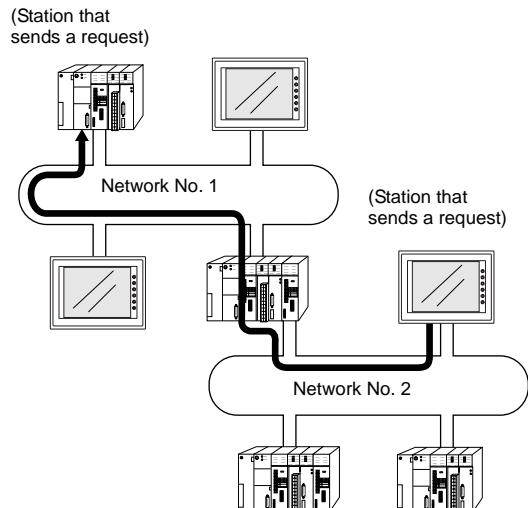 (Station that
sends a request)
Network No. 1
(Station that
sends a request)
Network No. 2